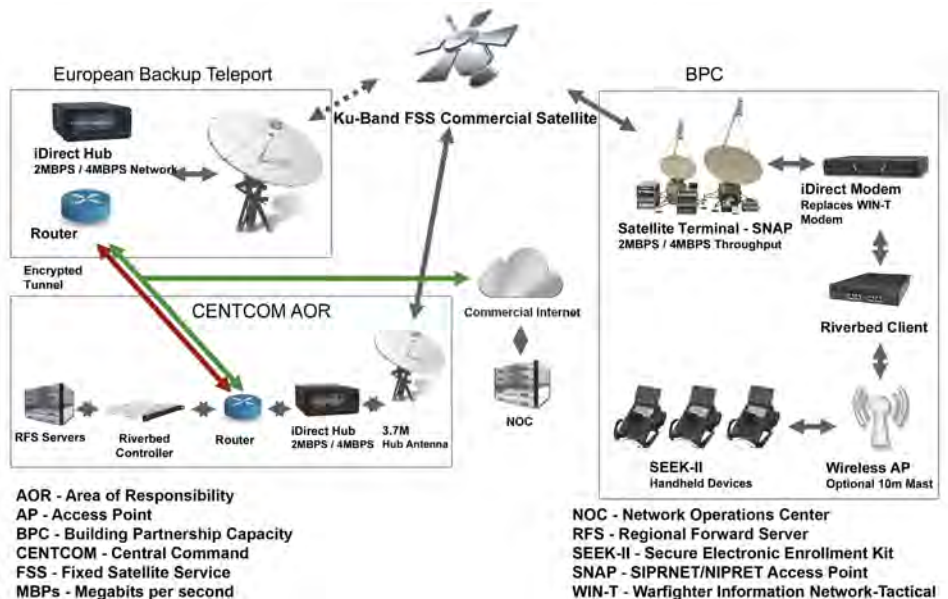 European Backup Teleport
iDirect Hub
2MBPS / 4MBPS Network
Router
Encrypted
Tunnel
Ku-Band FSS Commercial Satellite
BPC
Satellite Terminal - SNAP
2MBPS / 4MBPS Throughput
iDirect Modem
Replaces WIN-T
Modem
Riverbed Client
Wireless AP
Optional 10m Mast
SEEK-II
Handheld Devices
Commercial Internet
NOC
CENTCOM AOR
RFS Servers
Riverbed
Controller
Router
iDirect Hub
2MBPS / 4MBPS
3.7M
Hub Antenna
AOR - Area of Responsibility
AP - Access Point
BPC - Building Partnership Capacity
CENTCOM - Central Command
FSS - Fixed Satellite Service
MBPs - Megabits per second
NOC - Network Operations Center
RFS - Regional Forward Server
SEEK-II - Secure Electronic Enrollment Kit
SNAP - SIPRNET/NIPRET Access Point
WIN-T - Warfighter Information Network-Tactical